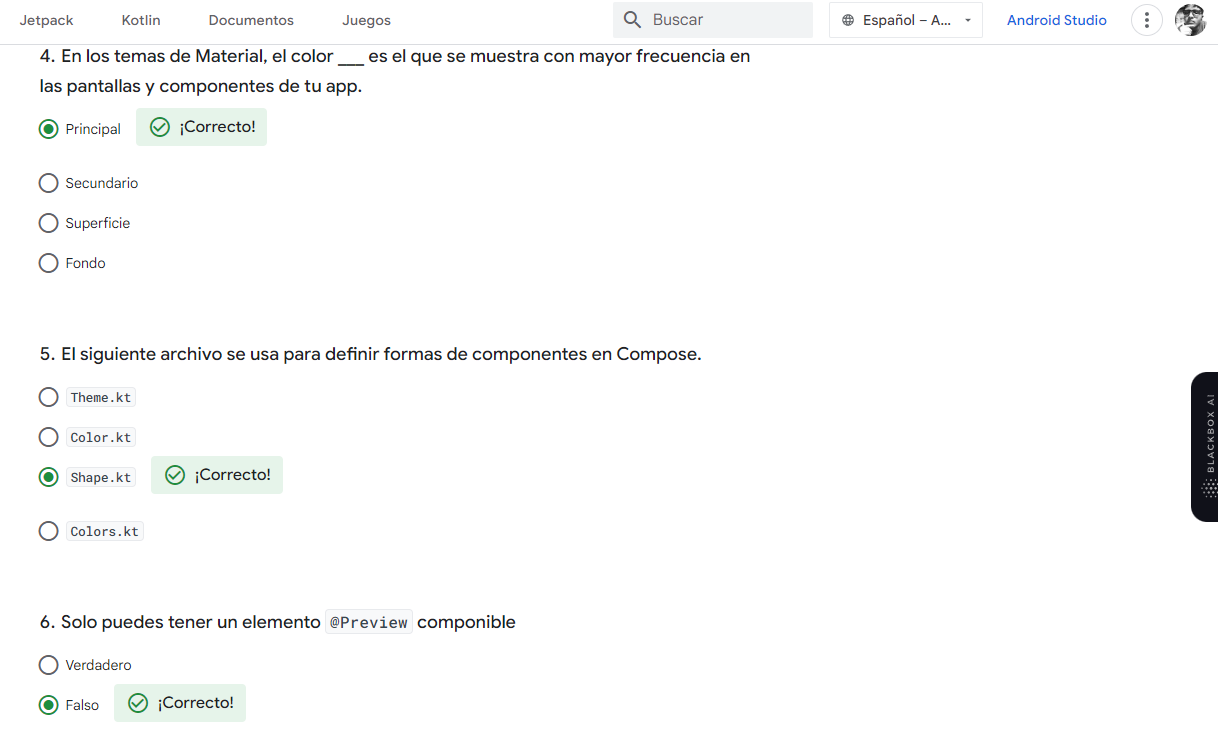 Jetpack Kotlin Documentos Juegos Buscar Español – A... Android Studio
4. En los temas de Material, el color ___ es el que se muestra con mayor frecuencia en
las pantallas y componentes de tu app.
Principal ¡Correcto!
Secundario
Superficie
Fondo
5. El siguiente archivo se usa para definir formas de componentes en Compose.
Theme.kt
Color.kt
Shape.kt ¡Correcto!
Colors.kt
BLACKBOX AI
6. Solo puedes tener un elemento @Preview componible
Verdadero
Falso ¡Correcto!